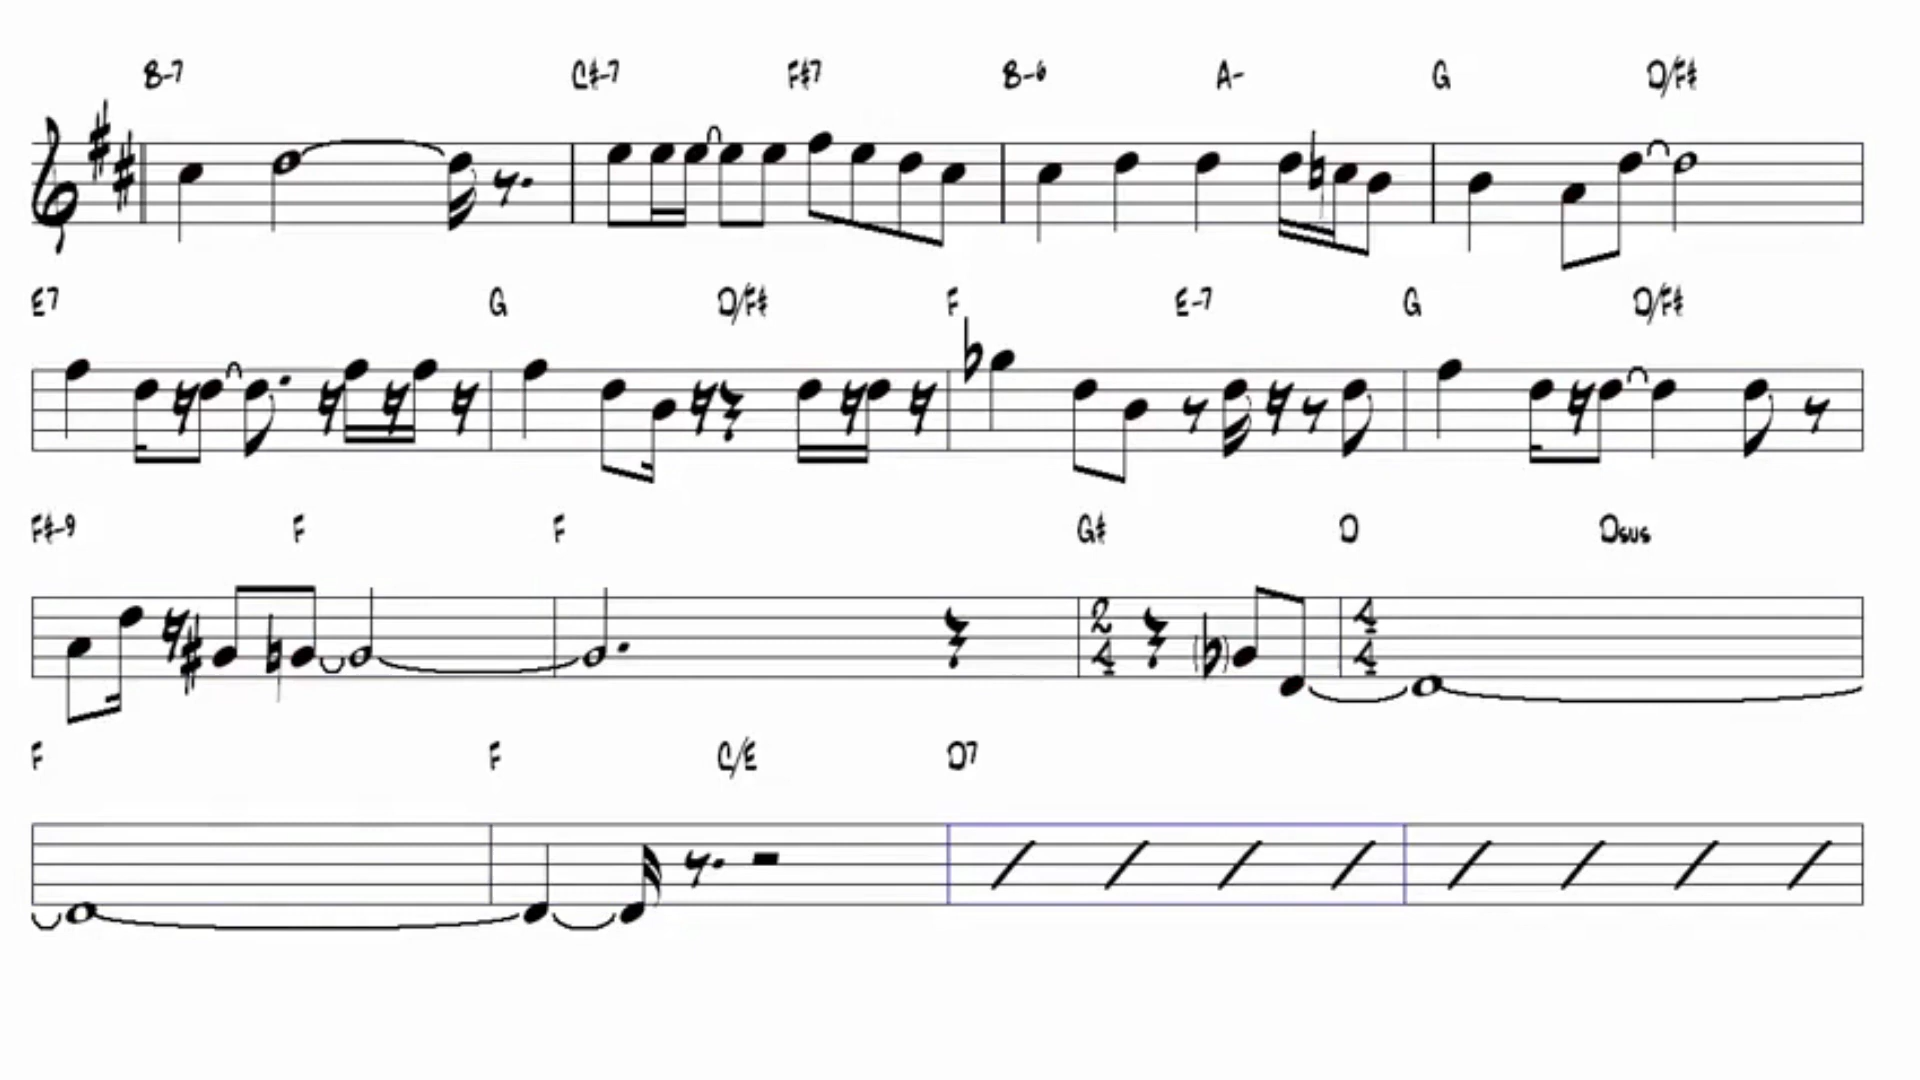 B-7 C#-7 F#7 B-6 A- G D/F#
E7 G D/F# F E-7 G D/F#
F#-9 F F G# D Dsus
2 4 4 4
F F C/E D7